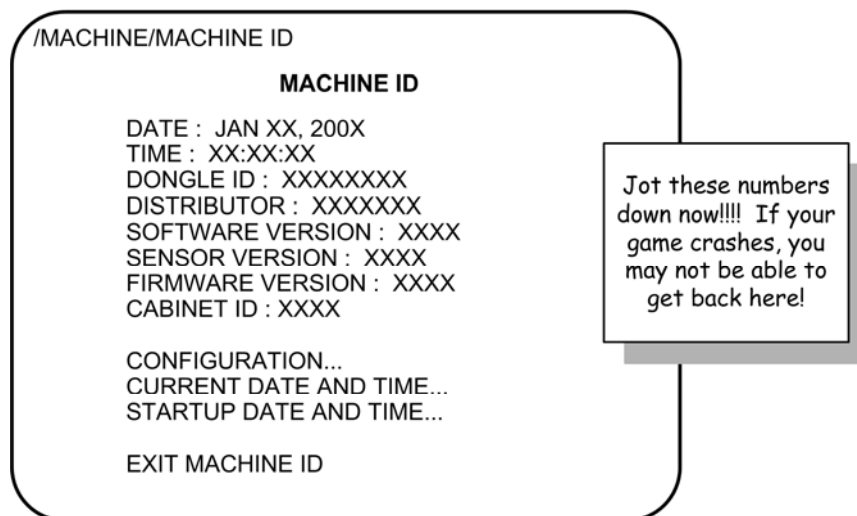 /MACHINE/MACHINE ID
MACHINE ID
DATE : JAN XX, 200X
TIME : XX:XX:XX
DONGLE ID : XXXXXXXX
DISTRIBUTOR : XXXXXXX
SOFTWARE VERSION : XXXX
SENSOR VERSION : XXXX
FIRMWARE VERSION : XXXX
CABINET ID : XXXX
CONFIGURATION...
CURRENT DATE AND TIME...
STARTUP DATE AND TIME...
EXIT MACHINE ID
Jot these numbers
down now!!!! If your
game crashes, you
may not be able to
get back here!